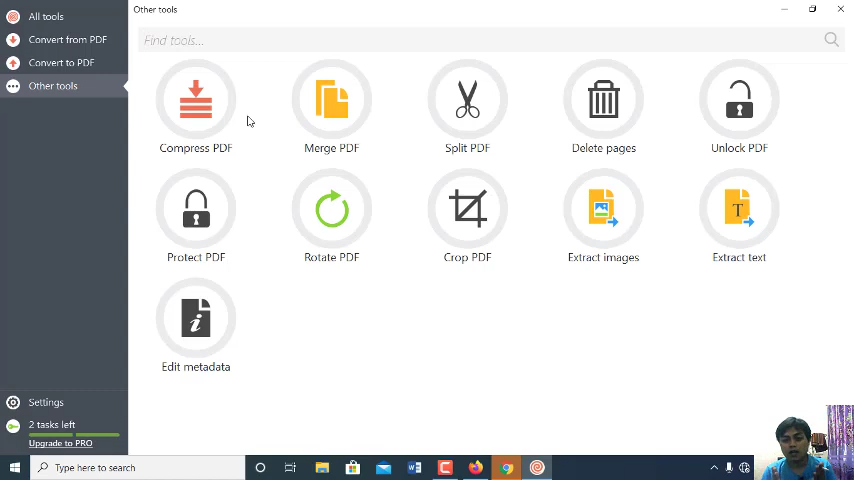 Other tools
All tools
Convert from PDF
Convert to PDF
Other tools
Find tools...
Compress PDF
Merge PDF
Split PDF
Delete pages
Unlock PDF
Protect PDF
Rotate PDF
Crop PDF
Extract images
T
Extract text
i
Edit metadata
Settings
2 tasks left
Upgrade to PRO
Type here to search